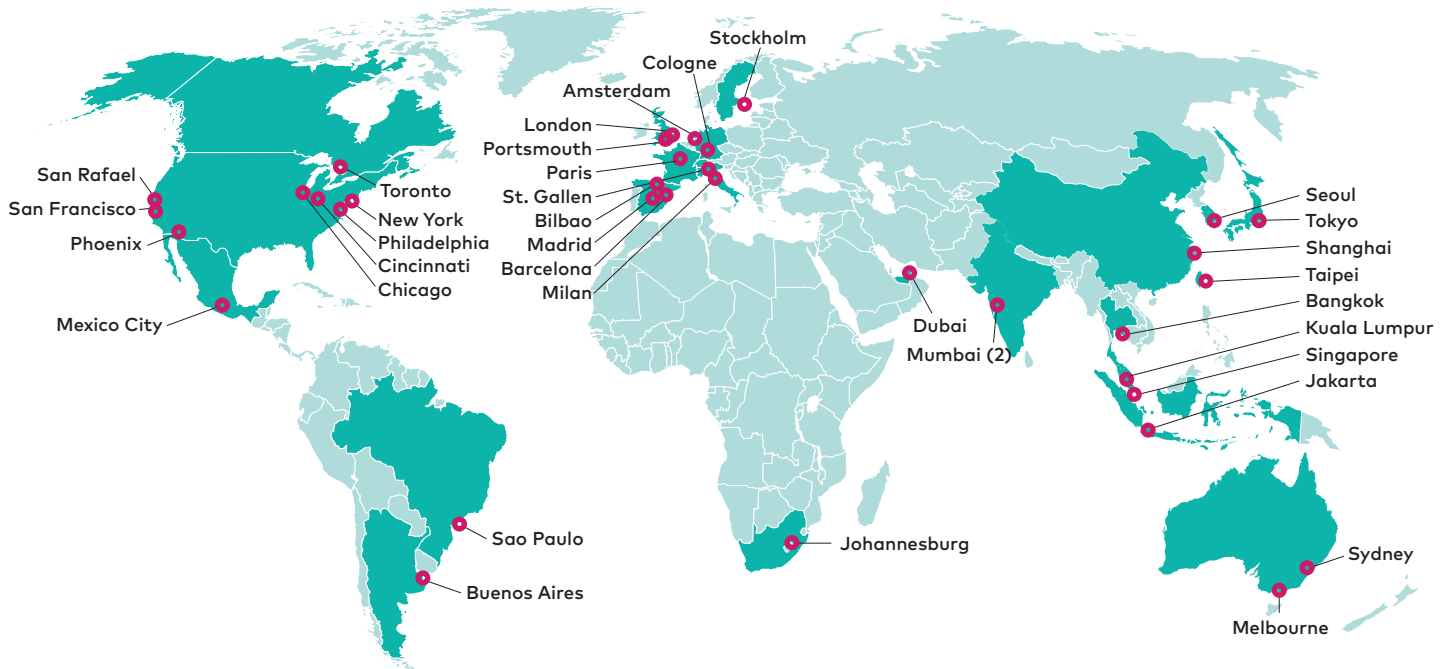 Stockholm
Cologne
Amsterdam
London
Portsmouth
Paris
St. Gallen
Bilbao
Madrid
Barcelona
Milan
San Rafael
San Francisco
Phoenix
Mexico City
Toronto
New York
Philadelphia
Cincinnati
Chicago
Sao Paulo
Buenos Aires
Johannesburg
Dubai
Mumbai (2)
Seoul
Tokyo
Shanghai
Taipei
Bangkok
Kuala Lumpur
Singapore
Jakarta
Sydney
Melbourne